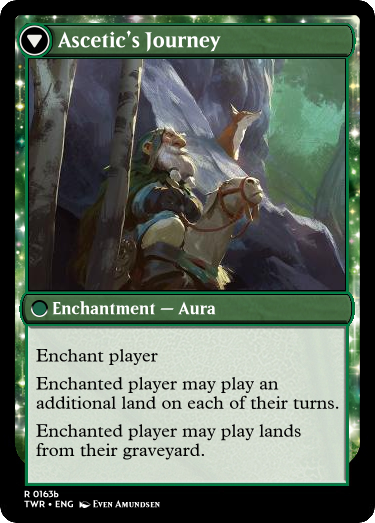 Ascetic's Journey
Enchantment — Aura
Enchant player
Enchanted player may play an
additional land on each of their turns.
Enchanted player may play lands
from their graveyard.
R 0163b
TWR • ENG Even Amundsen